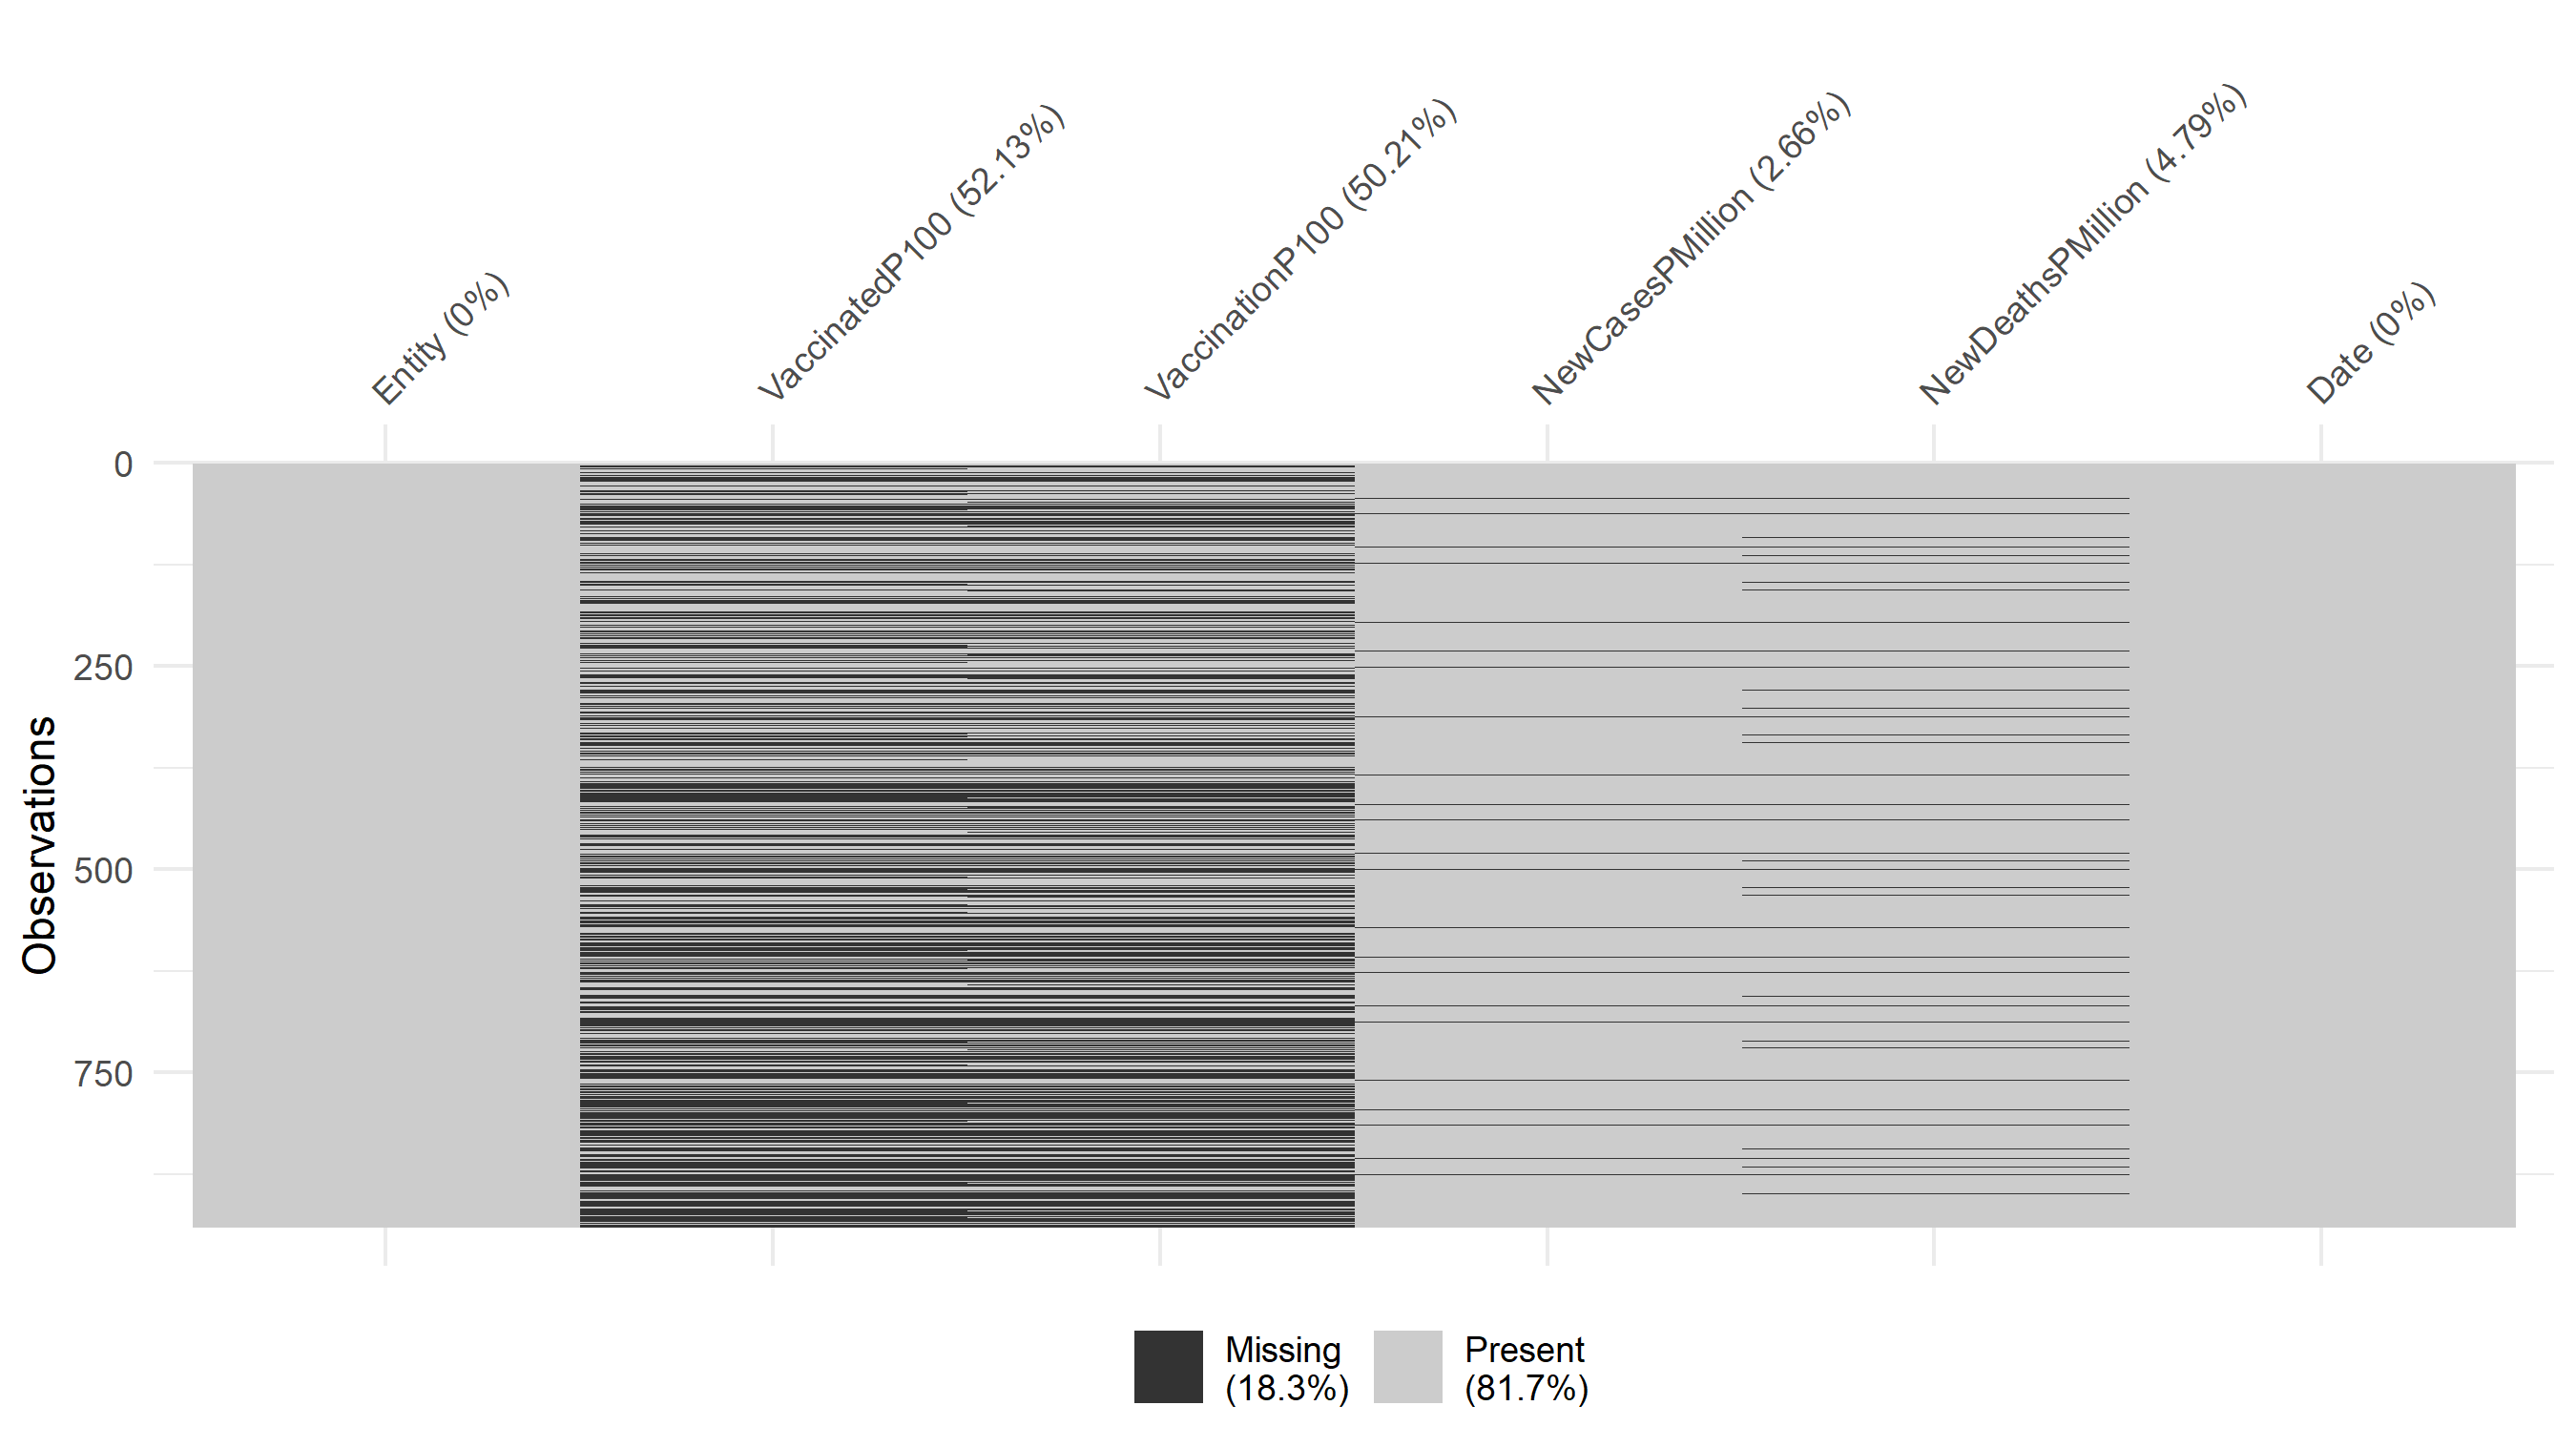 Entity (0%)
VaccinatedP100 (52.13%)
VaccinationP100 (50.21%)
NewCasesPMillion (2.66%)
NewDeathsPMillion (4.79%)
Date (0%)
0
250
500
750
Observations
Missing
(18.3%)
Present
(81.7%)